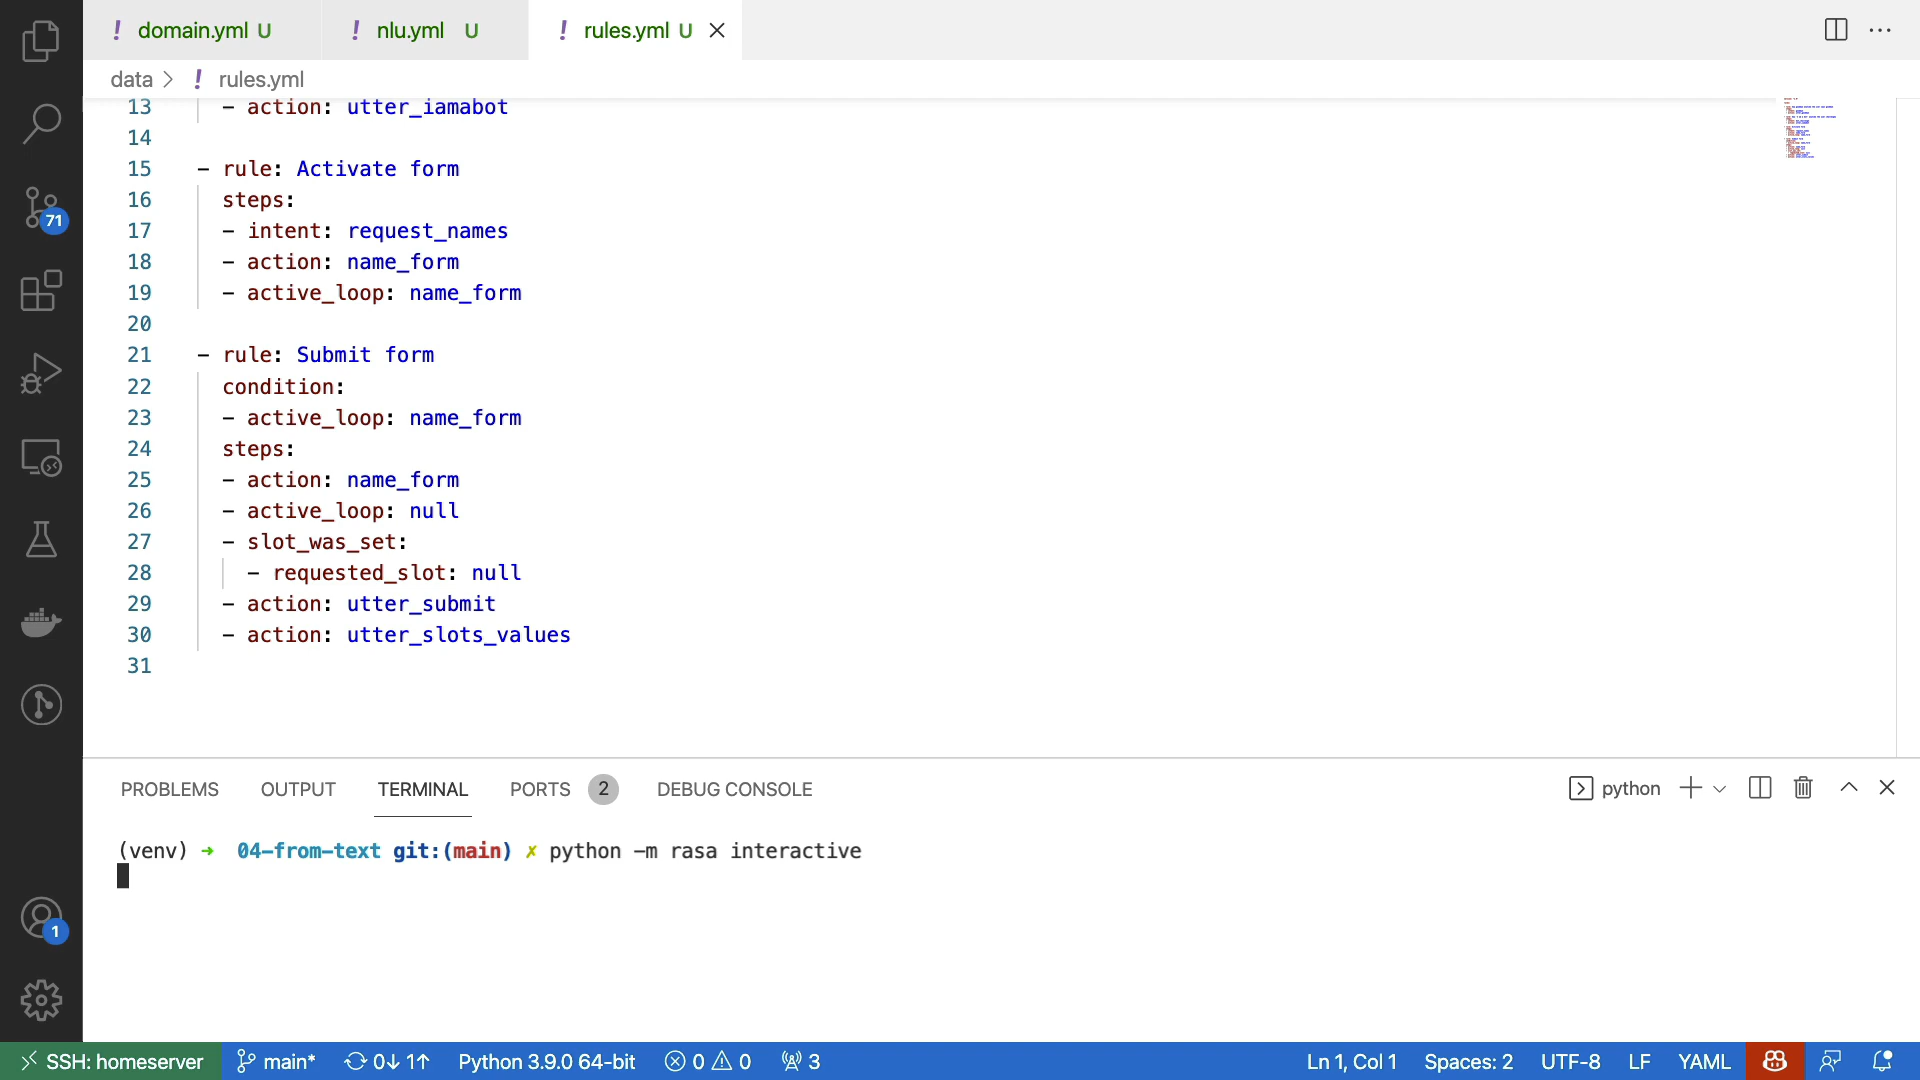 ! domain.yml U ! nlu.yml U ! rules.yml U
data > ! rules.yml
13 - action: utter_iamabot
14
15 - rule: Activate form
16 steps:
17 - intent: request_names
18 - action: name_form
19 - active_loop: name_form
20
21 - rule: Submit form
22 condition:
23 - active_loop: name_form
24 steps:
25 - action: name_form
26 - active_loop: null
27 - slot_was_set:
28 - requested_slot: null
29 - action: utter_submit
30 - action: utter_slots_values
31
71
1
PROBLEMS OUTPUT TERMINAL PORTS 2 DEBUG CONSOLE python
(venv) ➜ 04-from-text git:(main) ✗ python -m rasa interactive
SSH: homeserver main* 0↓ 1↑ Python 3.9.0 64-bit 0 0 3 Ln 1, Col 1 Spaces: 2 UTF-8 LF YAML